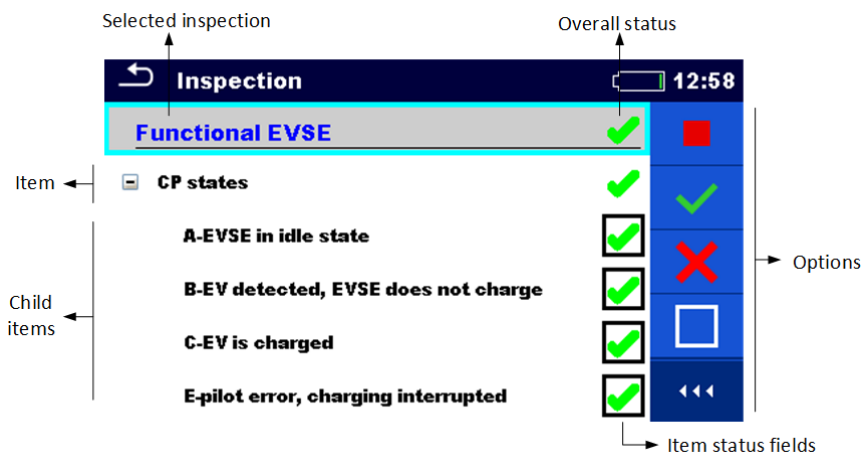 Selected inspection
Overall status
Inspection
12:58
Functional EVSE
Item
CP states
A-EVSE in idle state
Options
B-EV detected, EVSE does not charge
Child
items
C-EV is charged
E-pilot error, charging interrupted
Item status fields